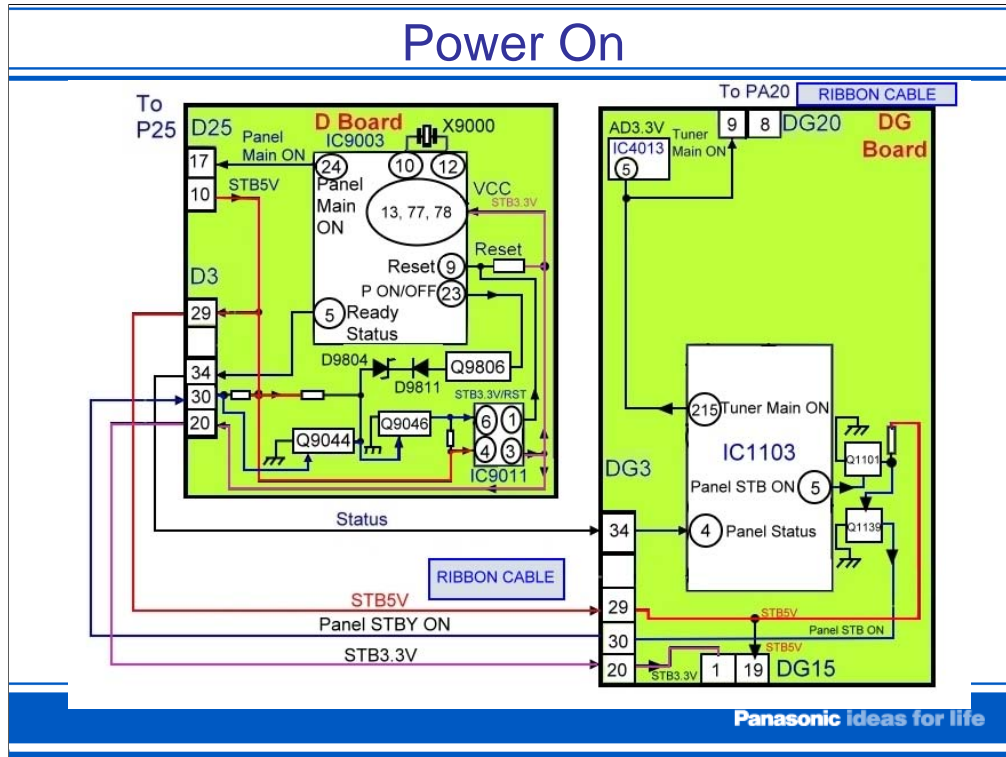 Power On
To PA20
RIBBON CABLE
To
P25
D25
D Board
X9000
IC9003
Panel
Main ON
17
24
10
12
Panel
Main
ON
10
STB5V
13, 77, 78
VCC
STB3.3V
Reset
Reset
9
P ON/OFF
23
D3
29
5
Ready
Status
34
30
20
D9804
D9811
Q9806
STB3.3V/RST
Q9044
Q9046
6
1
4
3
IC9011
AD3.3V
IC4013
5
Tuner
Main ON
9
8
DG20
DG
Board
215
Tuner Main ON
IC1103
Panel STB ON
5
Q1101
Q1139
4
Panel Status
DG3
34
29
30
20
Status
RIBBON CABLE
STB5V
Panel STBY ON
STB3.3V
STB5V
Panel STB ON
STB5V
STB3.3V
1
19
DG15
Panasonic ideas for life